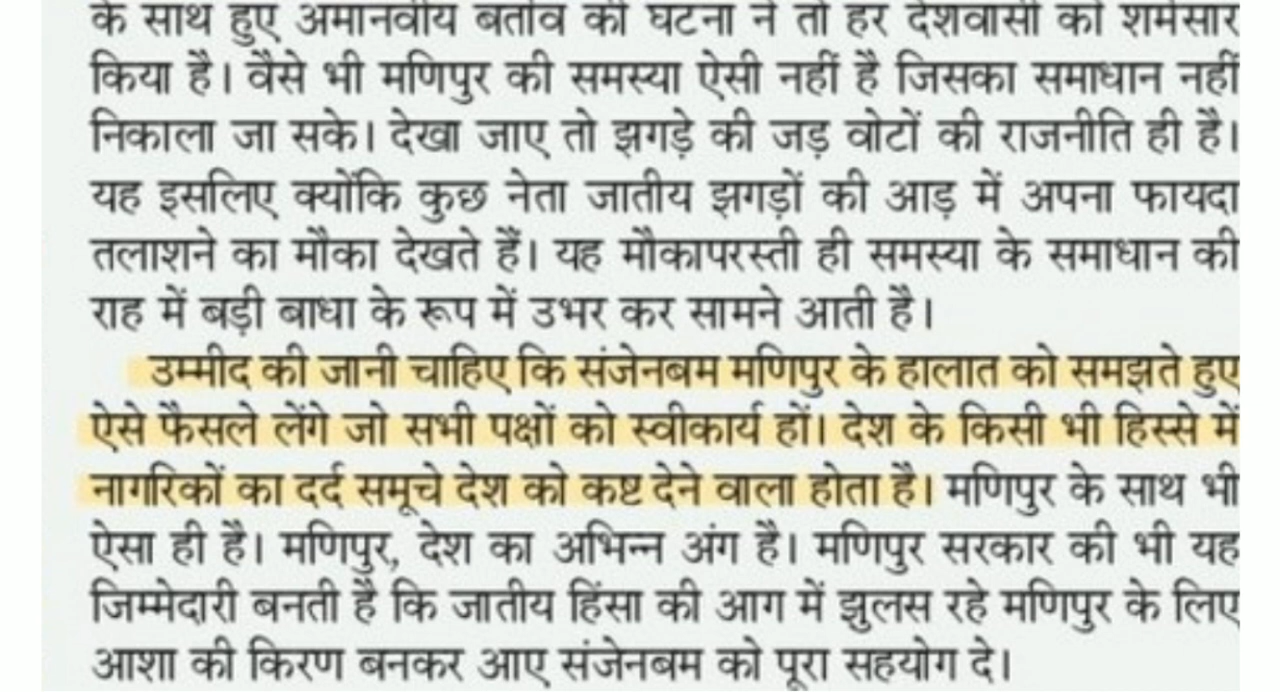 के साथ हुए अमानवीय बर्ताव की घटना ने तो हर देशवासी को शर्मसार
किया है। वैसे भी मणिपुर की समस्या ऐसी नहीं है जिसका समाधान नहीं
निकाला जा सके। देखा जाए तो झगड़े की जड़ वोटों की राजनीति ही है।
यह इसलिए क्योंकि कुछ नेता जातीय झगड़ों की आड़ में अपना फायदा
तलाशने का मौका देखते हैं। यह मौकापरस्ती ही समस्या के समाधान की
राह में बड़ी बाधा के रूप में उभर कर सामने आती है।
उम्मीद की जानी चाहिए कि संजेनबम मणिपुर के हालात को समझते हुए
ऐसे फैसले लेंगे जो सभी पक्षों को स्वीकार्य हों। देश के किसी भी हिस्से में
नागरिकों का दर्द समूचे देश को कष्ट देने वाला होता है। मणिपुर के साथ भी
ऐसा ही है। मणिपुर, देश का अभिन्न अंग है। मणिपुर सरकार की भी यह
जिम्मेदारी बनती है कि जातीय हिंसा की आग में झुलस रहे मणिपुर के लिए
आशा की किरण बनकर आए संजेनबम को पूरा सहयोग दे।